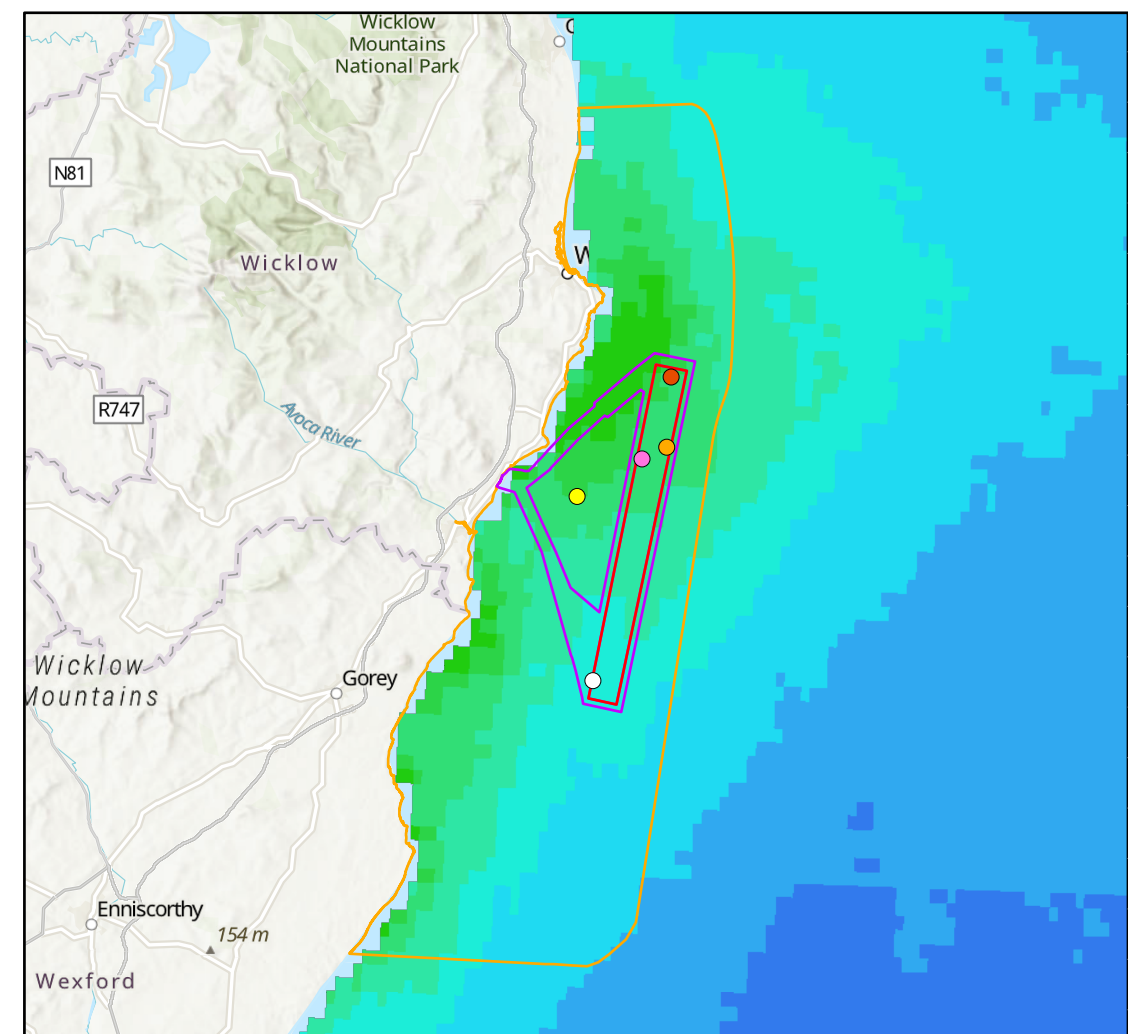 Wicklow
Mountains
National Park
N81
W
Wicklow
R747
Avoca River
Wicklow
Mountains
Gorey
Enniscorthy
154 m
Wexford